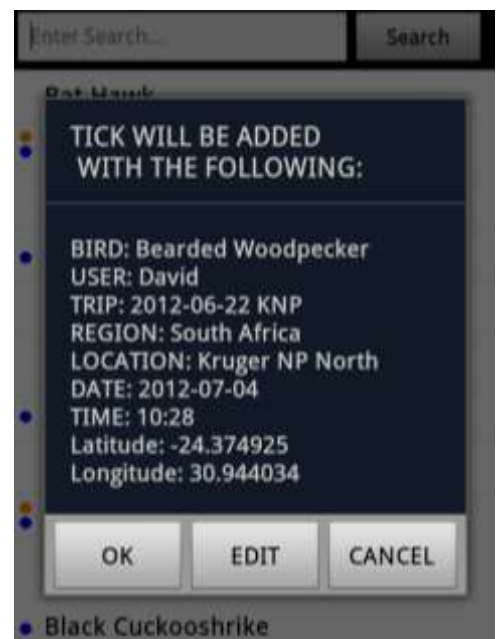 Enter Search...
Search
Bat Hawk
TICK WILL BE ADDED
WITH THE FOLLOWING:
BIRD: Bearded Woodpecker
USER: David
TRIP: 2012-06-22 KNP
REGION: South Africa
LOCATION: Kruger NP North
DATE: 2012-07-04
TIME: 10:28
Latitude: -24.374925
Longitude: 30.944034
OK
EDIT
CANCEL
Black Cuckooshrike